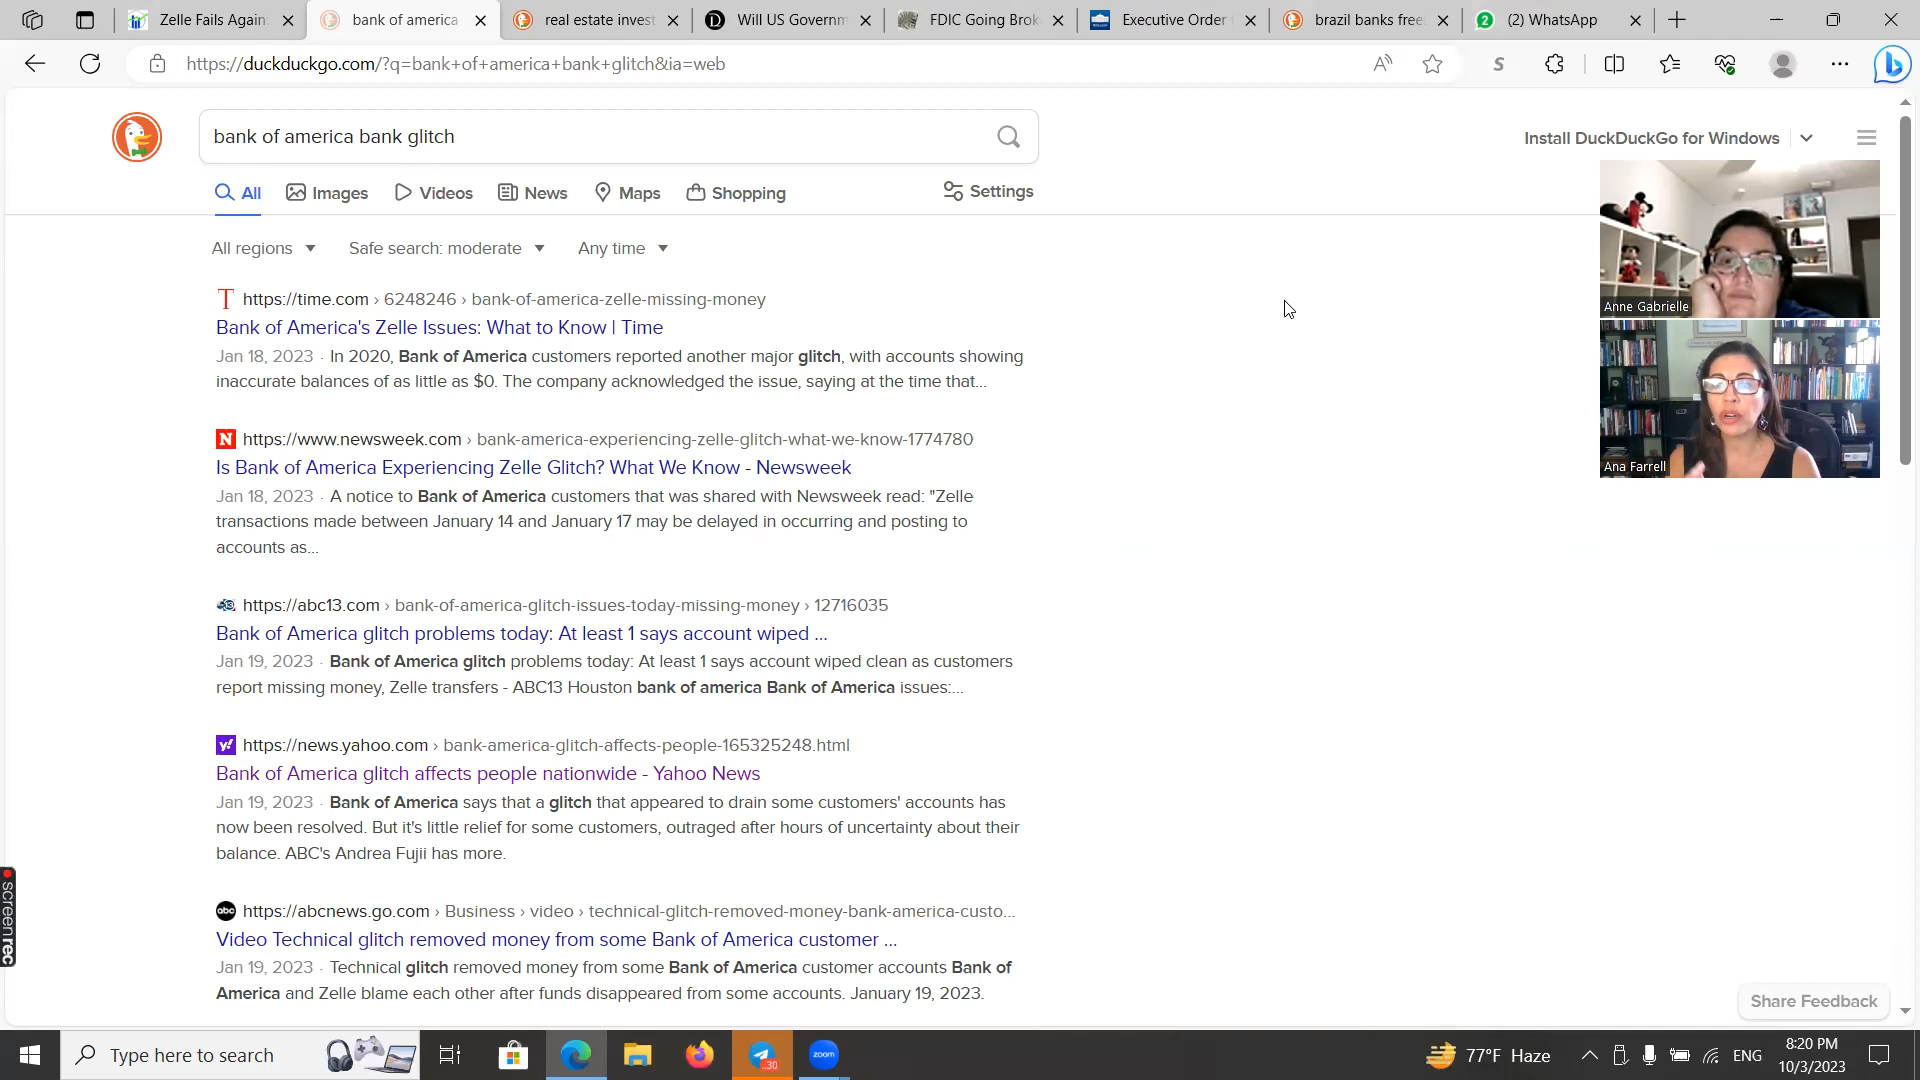 Zelle Fails Again
bank of america
real estate invest
Will US Governm
FDIC Going Brok
Executive Order
brazil banks free
(2) WhatsApp
https://duckduckgo.com/?q=bank+of+america+bank+glitch&ia=web
bank of america bank glitch
Install DuckDuckGo for Windows
All
Images
Videos
News
Maps
Shopping
Settings
All regions
Safe search: moderate
Any time
https://time.com › 6248246 › bank-of-america-zelle-missing-money
Bank of America's Zelle Issues: What to Know | Time
Jan 18, 2023 · In 2020, Bank of America customers reported another major glitch, with accounts showing
inaccurate balances of as little as $0. The company acknowledged the issue, saying at the time that...
https://www.newsweek.com › bank-america-experiencing-zelle-glitch-what-we-know-1774780
Is Bank of America Experiencing Zelle Glitch? What We Know - Newsweek
Jan 18, 2023 · A notice to Bank of America customers that was shared with Newsweek read: "Zelle
transactions made between January 14 and January 17 may be delayed in occurring and posting to
accounts as...
https://abc13.com › bank-of-america-glitch-issues-today-missing-money › 12716035
Bank of America glitch problems today: At least 1 says account wiped ...
Jan 19, 2023 · Bank of America glitch problems today: At least 1 says account wiped clean as customers
report missing money, Zelle transfers - ABC13 Houston bank of america Bank of America issues:...
https://news.yahoo.com › bank-america-glitch-affects-people-165325248.html
Bank of America glitch affects people nationwide - Yahoo News
Jan 19, 2023 · Bank of America says that a glitch that appeared to drain some customers' accounts has
now been resolved. But it's little relief for some customers, outraged after hours of uncertainty about their
balance. ABC's Andrea Fujii has more.
https://abcnews.go.com › Business › video › technical-glitch-removed-money-bank-america-custo...
Video Technical glitch removed money from some Bank of America customer ...
Jan 19, 2023 · Technical glitch removed money from some Bank of America customer accounts Bank of
America and Zelle blame each other after funds disappeared from some accounts. January 19, 2023.
Anne Gabrielle
Ana Farrell
Share Feedback
screenrec
Type here to search
30
zoom
77°F Haze
ENG
8:20 PM
10/3/2023